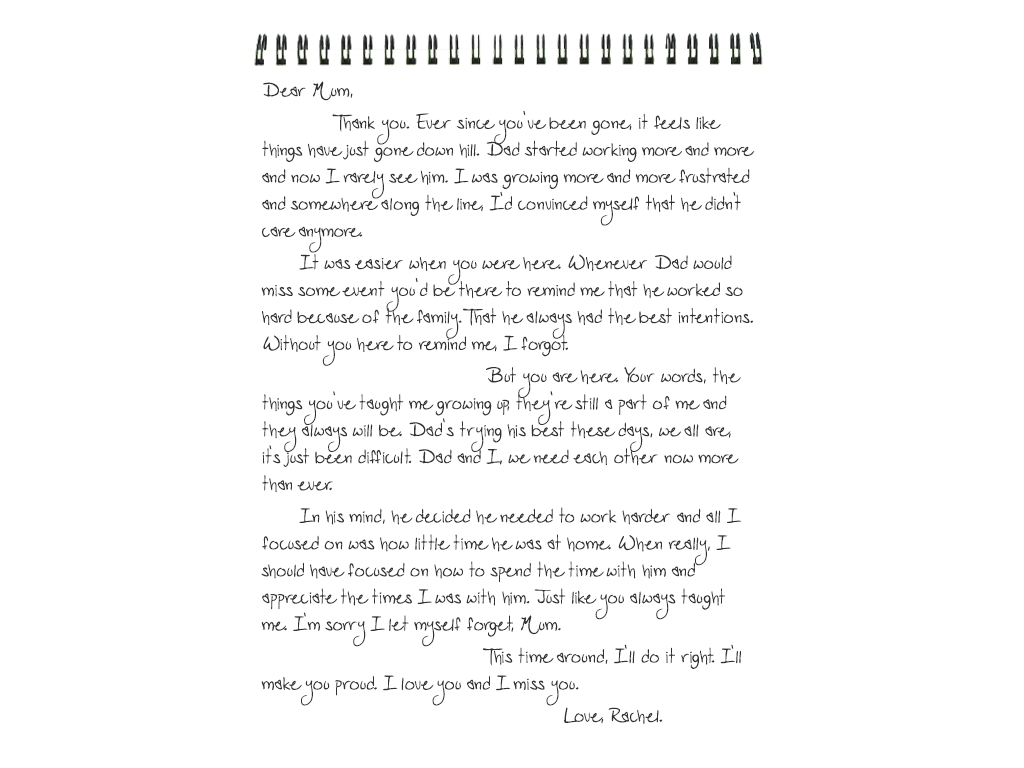 Dear Mum,
Thank you. Ever since you've been gone, it feels like
things have just gone down hill. Dad started working more and more
and now I rarely see him. I was growing more and more frustrated
and somewhere along the line, I'd convinced myself that he didn't
care anymore.
It was easier when you were here. Whenever Dad would
miss some event you'd be there to remind me that he worked so
hard because of the family. That he always had the best intentions.
Without you here to remind me, I forgot.
But you are here. Your words, the
things you've taught me growing up, they're still a part of me and
they always will be. Dad's trying his best these days, we all are,
it's just been difficult. Dad and I, we need each other now more
than ever.
In his mind, he decided he needed to work harder and all I
focused on was how little time he was at home. When really, I
should have focused on how to spend the time with him and
appreciate the times I was with him. Just like you always taught
me. I'm sorry I let myself forget, Mum.
This time around, I'll do it right. I'll
make you proud. I love you and I miss you.
Love, Rachel.